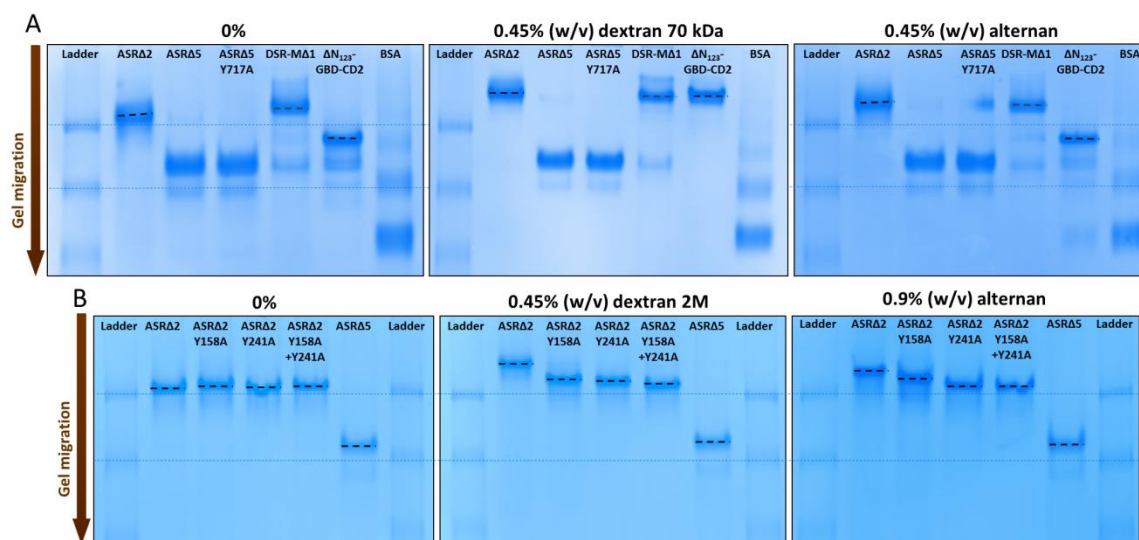 A
0%
0.45% (w/v) dextran 70 kDa
0.45% (w/v) alternan
Ladder ASRΔ2 ASRΔ5 ASRΔ5 DSR-MΔ1 ΔN123- BSA
Y717A GBD-CD2
Ladder ASRΔ2 ASRΔ5 ASRΔ5 DSR-MΔ1 ΔN123- BSA
Y717A GBD-CD2
Ladder ASRΔ2 ASRΔ5 ASRΔ5 DSR-MΔ1 ΔN123- BSA
Y717A GBD-CD2
Gel migration
B
0%
0.45% (w/v) dextran 2M
0.9% (w/v) alternan
Ladder ASRΔ2 ASRΔ2 ASRΔ2 ASRΔ2 ASRΔ5 Ladder
Y158A Y241A Y158A
+Y241A
Ladder ASRΔ2 ASRΔ2 ASRΔ2 ASRΔ2 ASRΔ5 Ladder
Y158A Y241A Y158A
+Y241A
Ladder ASRΔ2 ASRΔ2 ASRΔ2 ASRΔ2 ASRΔ5 Ladder
Y158A Y241A Y158A
+Y241A
Gel migration